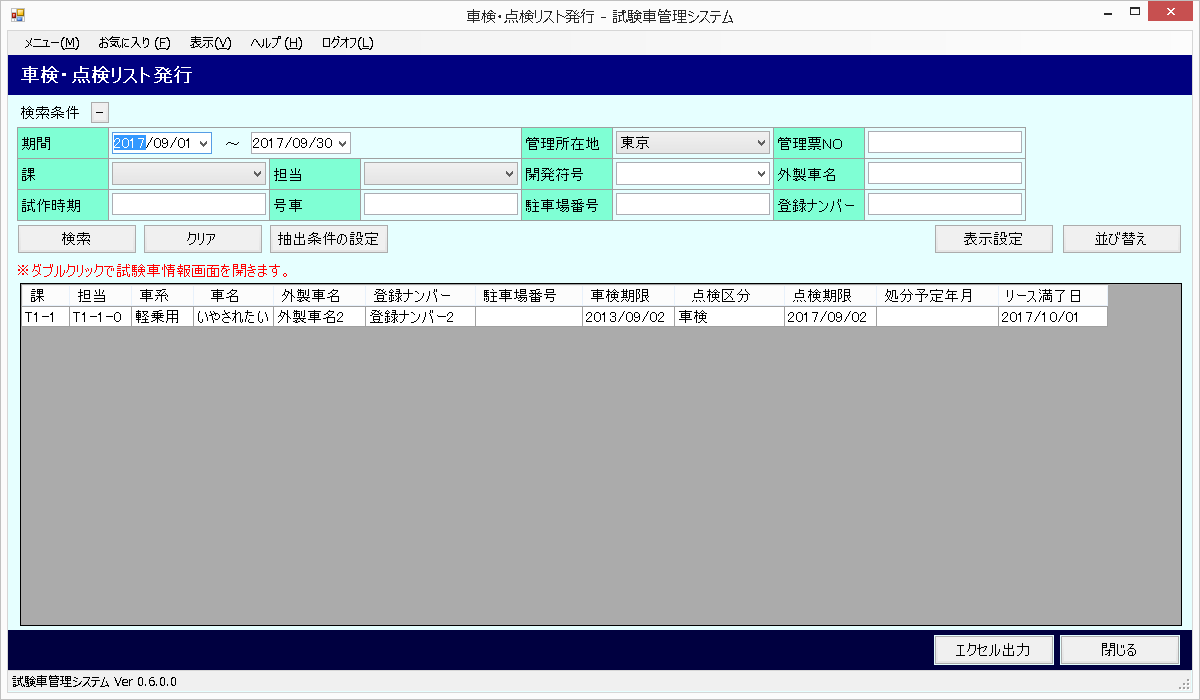 車検・点検リスト発行 - 試験車管理システム
メニュー(M) お気に入り(F) 表示(V) ヘルプ(H) ログオフ(L)
車検・点検リスト発行
検索条件 −
期間 2017/09/01 ～ 2017/09/30 管理所在地 東京 管理票NO
課 担当 開発符号 外製車名
試作時期 号車 駐車場番号 登録ナンバー
検索 クリア 抽出条件の設定 表示設定 並び替え
※ダブルクリックで試験車情報画面を開きます。
課 担当 車系 車名 外製車名 登録ナンバー 駐車場番号 車検期限 点検区分 点検期限 処分予定年月 リース満了日
T1-1 T1-1-0 軽乗用 いやされたい 外製車名2 登録ナンバー2 2013/09/02 車検 2017/09/02 2017/10/01
エクセル出力 閉じる
試験車管理システム Ver 0.6.0.0